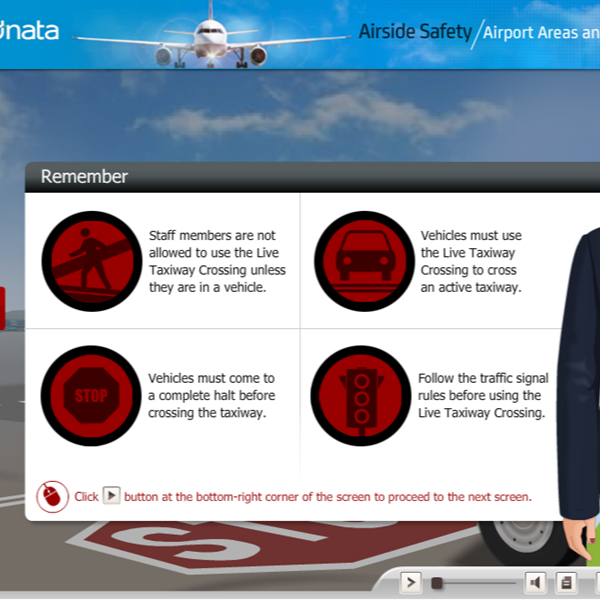 nata
Airside Safety/Airport Areas an
Remember
Staff members are not
allowed to use the Live
Taxiway Crossing unless
they are in a vehicle.
Vehicles must use
the Live Taxiway
Crossing to cross
an active taxiway.
STOP
Vehicles must come to
a complete halt before
crossing the taxiway.
Follow the traffic signal
rules before using the
Live Taxiway Crossing.
Click button at the bottom-right corner of the screen to proceed to the next screen.